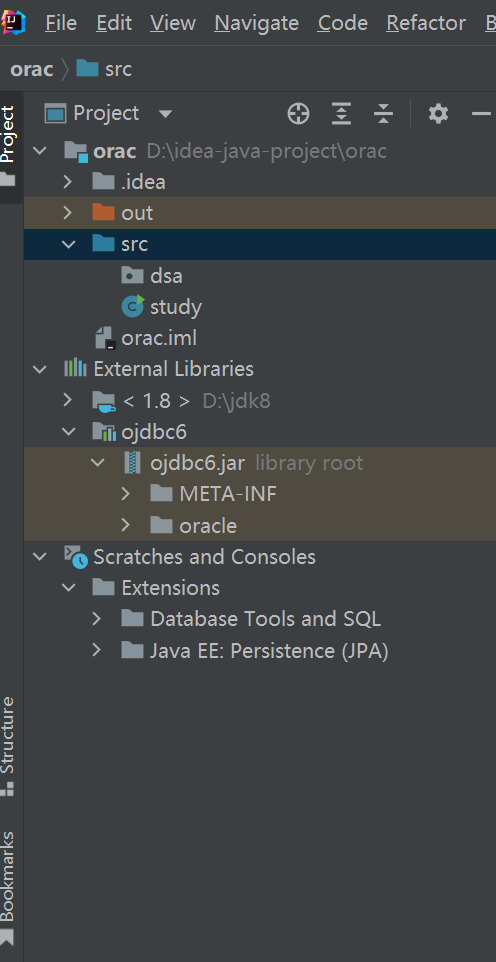 File Edit View Navigate Code Refactor
orac src
Project
Project
orac D:\idea-java-project\orac
.idea
out
src
dsa
study
orac.iml
External Libraries
< 1.8 > D:\jdk8
ojdbc6
ojdbc6.jar library root
META-INF
oracle
Scratches and Consoles
Extensions
Database Tools and SQL
Java EE: Persistence (JPA)
Structure
Bookmarks